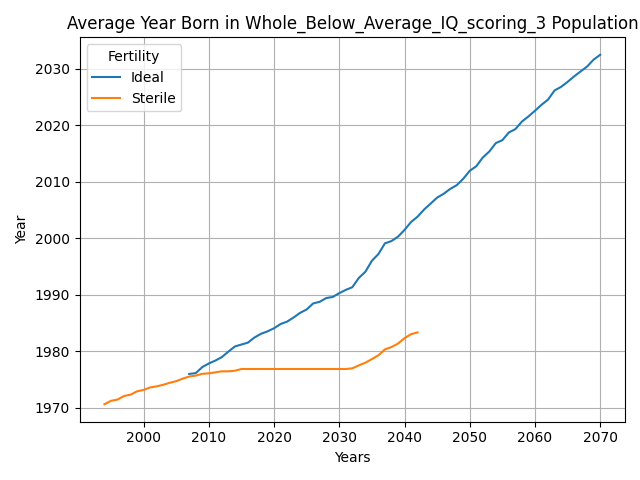 Average Year Born in Whole_Below_Average_IQ_scoring_3 Population
Fertility
Ideal
Sterile
2030
2020
2010
2000
1990
1980
1970
Year
2000 2010 2020 2030 2040 2050 2060 2070
Years